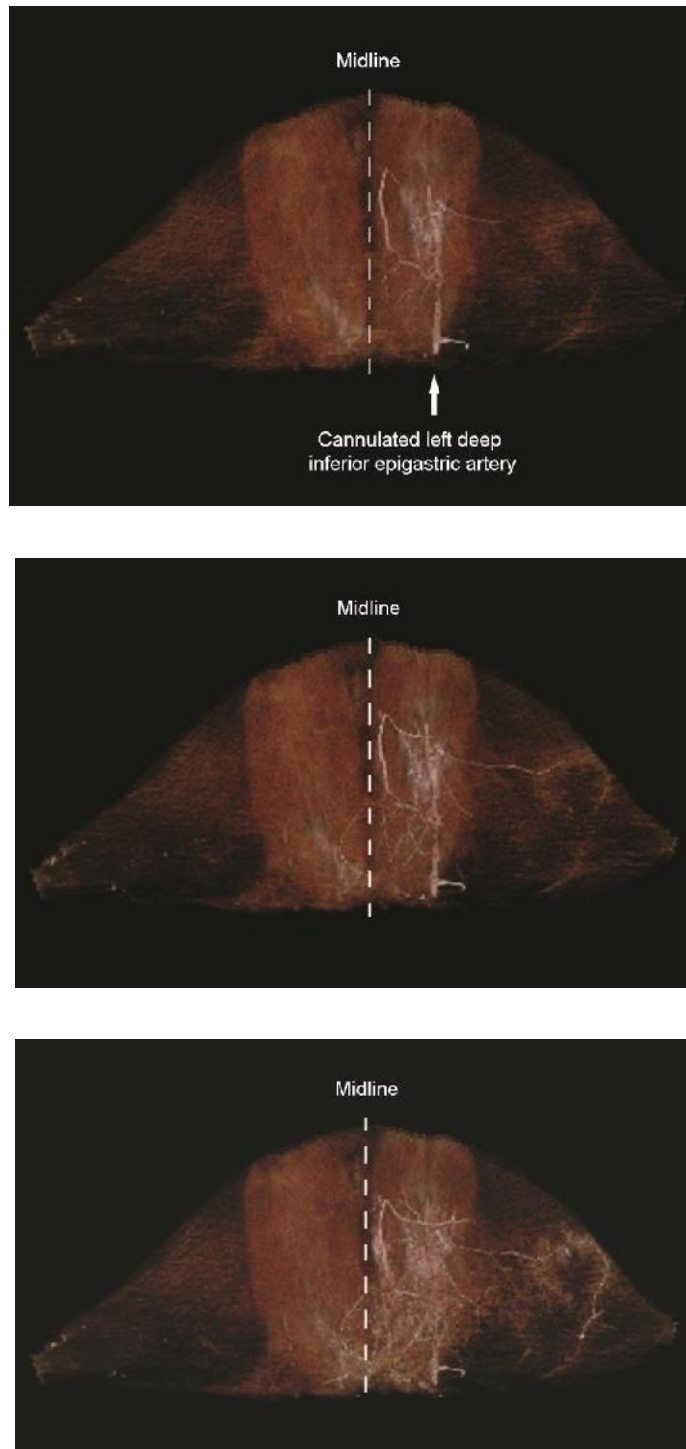 Midline
Cannulated left deep
inferior epigastric artery
Midline
Midline